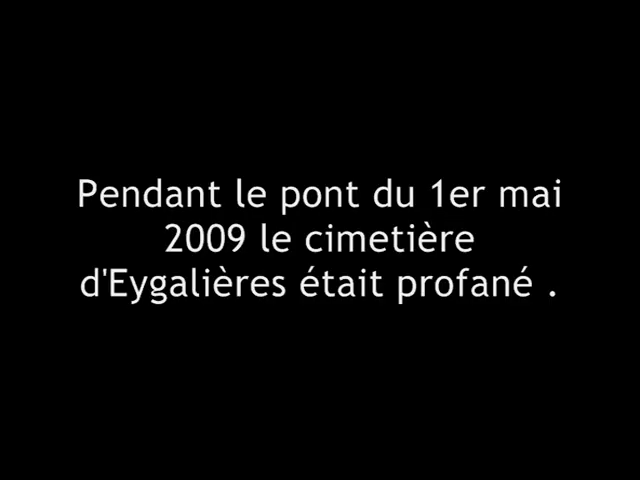 Pendant le pont du 1er mai
2009 le cimetière
d'Eygalières était profané .